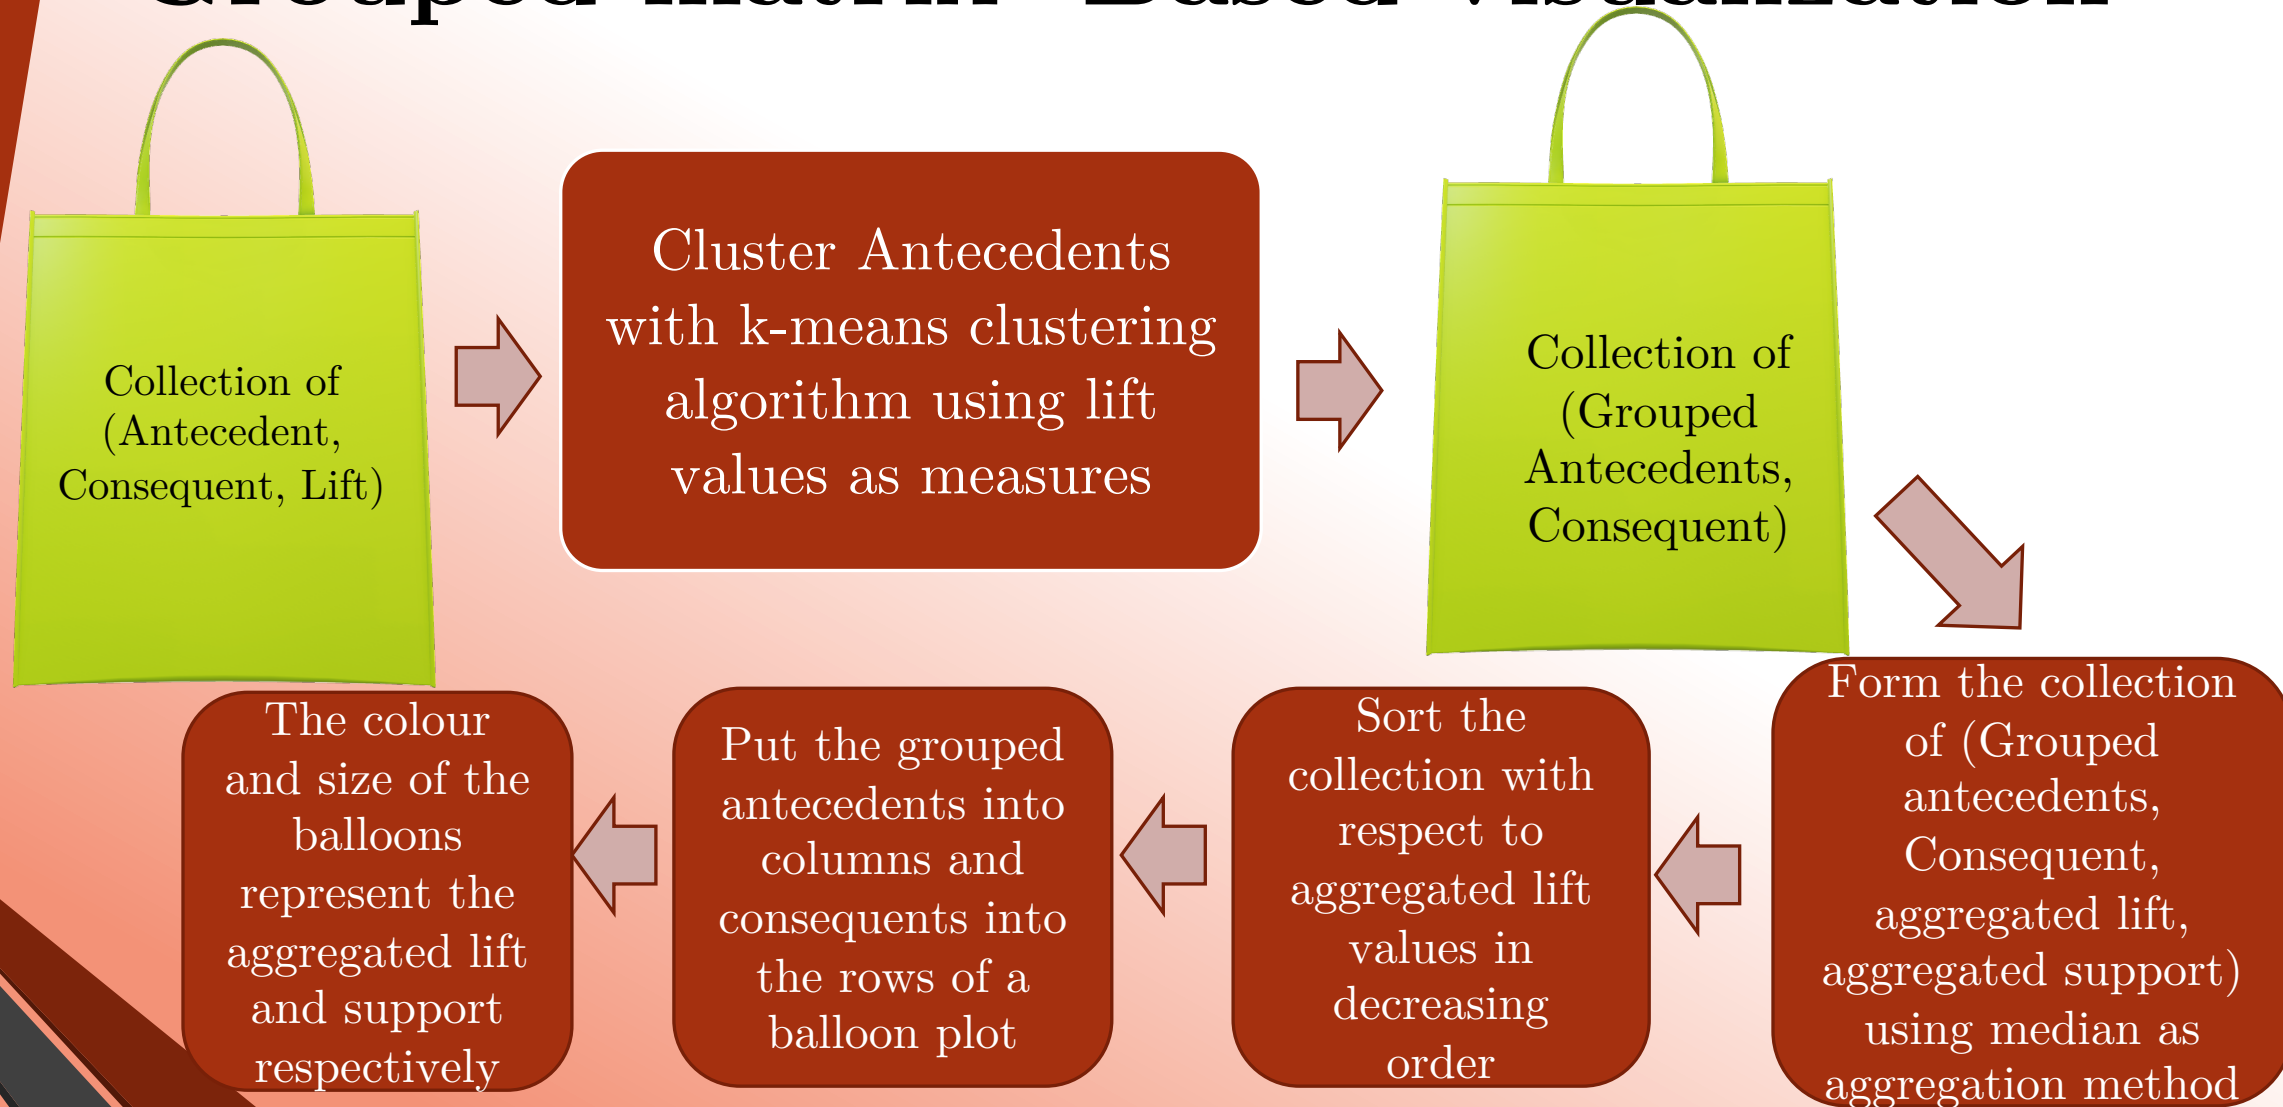 Grouped matrix-Based Visualization
Collection of
(Antecedent,
Consequent, Lift)
Cluster Antecedents
with k-means clustering
algorithm using lift
values as measures
Collection of
(Grouped
Antecedents,
Consequent)
Form the collection
of (Grouped
antecedents,
Consequent,
aggregated lift,
aggregated support)
using median as
aggregation method
Sort the
collection with
respect to
aggregated lift
values in
decreasing
order
Put the grouped
antecedents into
columns and
consequents into
the rows of a
balloon plot
The colour
and size of the
balloons
represent the
aggregated lift
and support
respectively